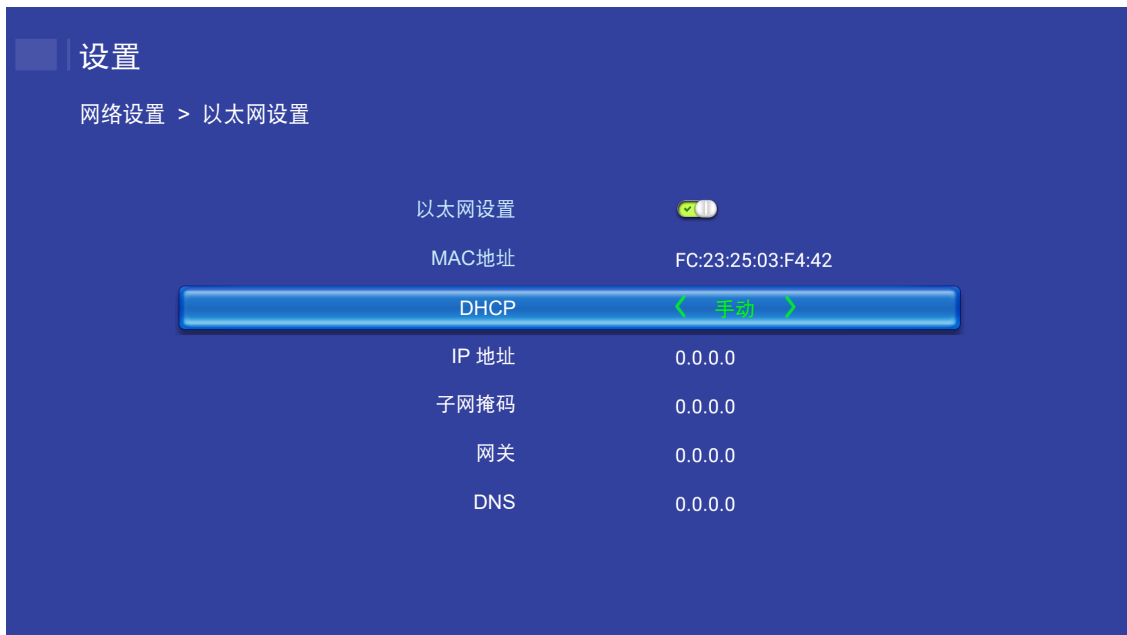 设置
网络设置 > 以太网设置
以太网设置
MAC地址 FC:23:25:03:F4:42
DHCP 手动
IP 地址 0.0.0.0
子网掩码 0.0.0.0
网关 0.0.0.0
DNS 0.0.0.0